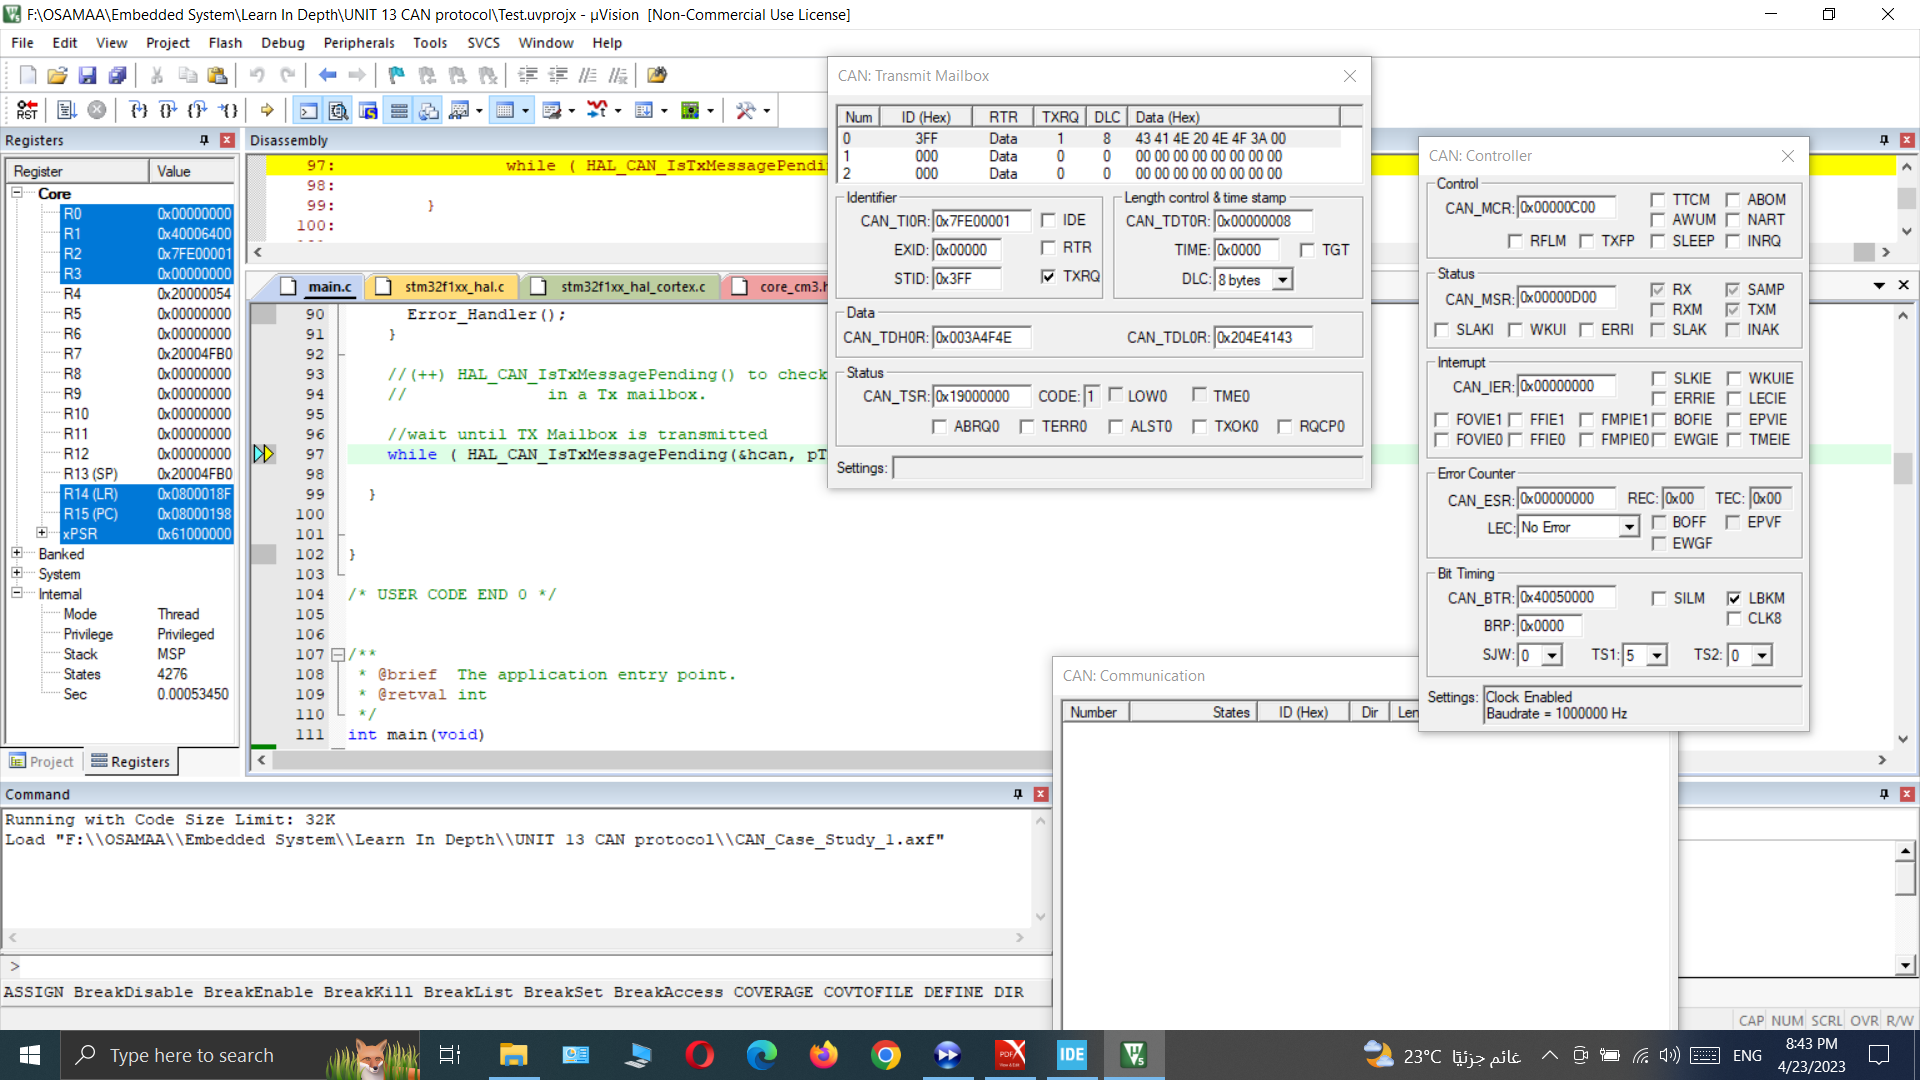 F:\OSAMAA\Embedded System\Learn In Depth\UNIT 13 CAN protocol\Test.uvprojx - µVision  [Non-Commercial Use License]
File Edit View Project Flash Debug Peripherals Tools SVCS Window Help
Registers
Register Value
Core
R0 0x00000000
R1 0x40006400
R2 0x7FE00001
R3 0x00000000
R4 0x20000054
R5 0x00000000
R6 0x00000000
R7 0x20004FB0
R8 0x00000000
R9 0x00000000
R10 0x00000000
R11 0x00000000
R12 0x00000000
R13 (SP) 0x20004FB0
R14 (LR) 0x0800018F
R15 (PC) 0x08000198
xPSR 0x61000000
Banked
System
Internal
Mode Thread
Privilege Privileged
Stack MSP
States 4276
Sec 0.00053450
Project Registers
Disassembly
97: while ( HAL_CAN_IsTxMessagePendi
98:
99: }
100:
main.c stm32f1xx_hal.c stm32f1xx_hal_cortex.c core_cm3.h
90 Error_Handler();
91 }
92
93 //(++) HAL_CAN_IsTxMessagePending() to check
94 // in a Tx mailbox.
95
96 //wait until TX Mailbox is transmitted
97 while ( HAL_CAN_IsTxMessagePending(&hcan, pT
98
99 }
100
101
102 }
103
104 /* USER CODE END 0 */
105
106
107 /**
108 * @brief  The application entry point.
109 * @retval int
110 */
111 int main(void)
CAN: Transmit Mailbox
Num ID (Hex) RTR TXRQ DLC Data (Hex)
0 3FF Data 1 8 43 41 4E 20 4E 4F 3A 00
1 000 Data 0 0 00 00 00 00 00 00 00 00
2 000 Data 0 0 00 00 00 00 00 00 00 00
Identifier
CAN_TI0R: 0x7FE00001 IDE
EXID: 0x00000 RTR
STID: 0x3FF TXRQ
Length control & time stamp
CAN_TDT0R: 0x00000008
TIME: 0x0000 TGT
DLC: 8 bytes
Data
CAN_TDH0R: 0x003A4F4E CAN_TDL0R: 0x204E4143
Status
CAN_TSR: 0x19000000 CODE: 1 LOW0 TME0
ABRQ0 TERR0 ALST0 TXOK0 RQCP0
Settings:
CAN: Controller
Control
CAN_MCR: 0x00000C00 TTCM ABOM
AWUM NART
RFLM TXFP SLEEP INRQ
Status
CAN_MSR: 0x00000D00 RX SAMP
RXM TXM
SLAKI WKUI ERRI SLAK INAK
Interrupt
CAN_IER: 0x00000000 SLKIE WKUIE
ERRIE LECIE
FOVIE1 FFIE1 FMPIE1 BOFIE EPVIE
FOVIE0 FFIE0 FMPIE0 EWGIE TMEIE
Error Counter
CAN_ESR: 0x00000000 REC: 0x00 TEC: 0x00
LEC: No Error BOFF EPVF
EWGF
Bit Timing
CAN_BTR: 0x40050000 SILM LBKM
BRP: 0x0000 CLK8
SJW: 0 TS1: 5 TS2: 0
Settings: Clock Enabled
Baudrate = 1000000 Hz
CAN: Communication
Number States ID (Hex) Dir Len
Command
Running with Code Size Limit: 32K
Load "F:\\OSAMAA\\Embedded System\\Learn In Depth\\UNIT 13 CAN protocol\\CAN_Case_Study_1.axf"
>
ASSIGN BreakDisable BreakEnable BreakKill BreakList BreakSet BreakAccess COVERAGE COVTOFILE DEFINE DIR
CAP NUM SCRL OVR R/W
Type here to search
IDE
23°C غائم جزئيًا
ENG
8:43 PM
4/23/2023